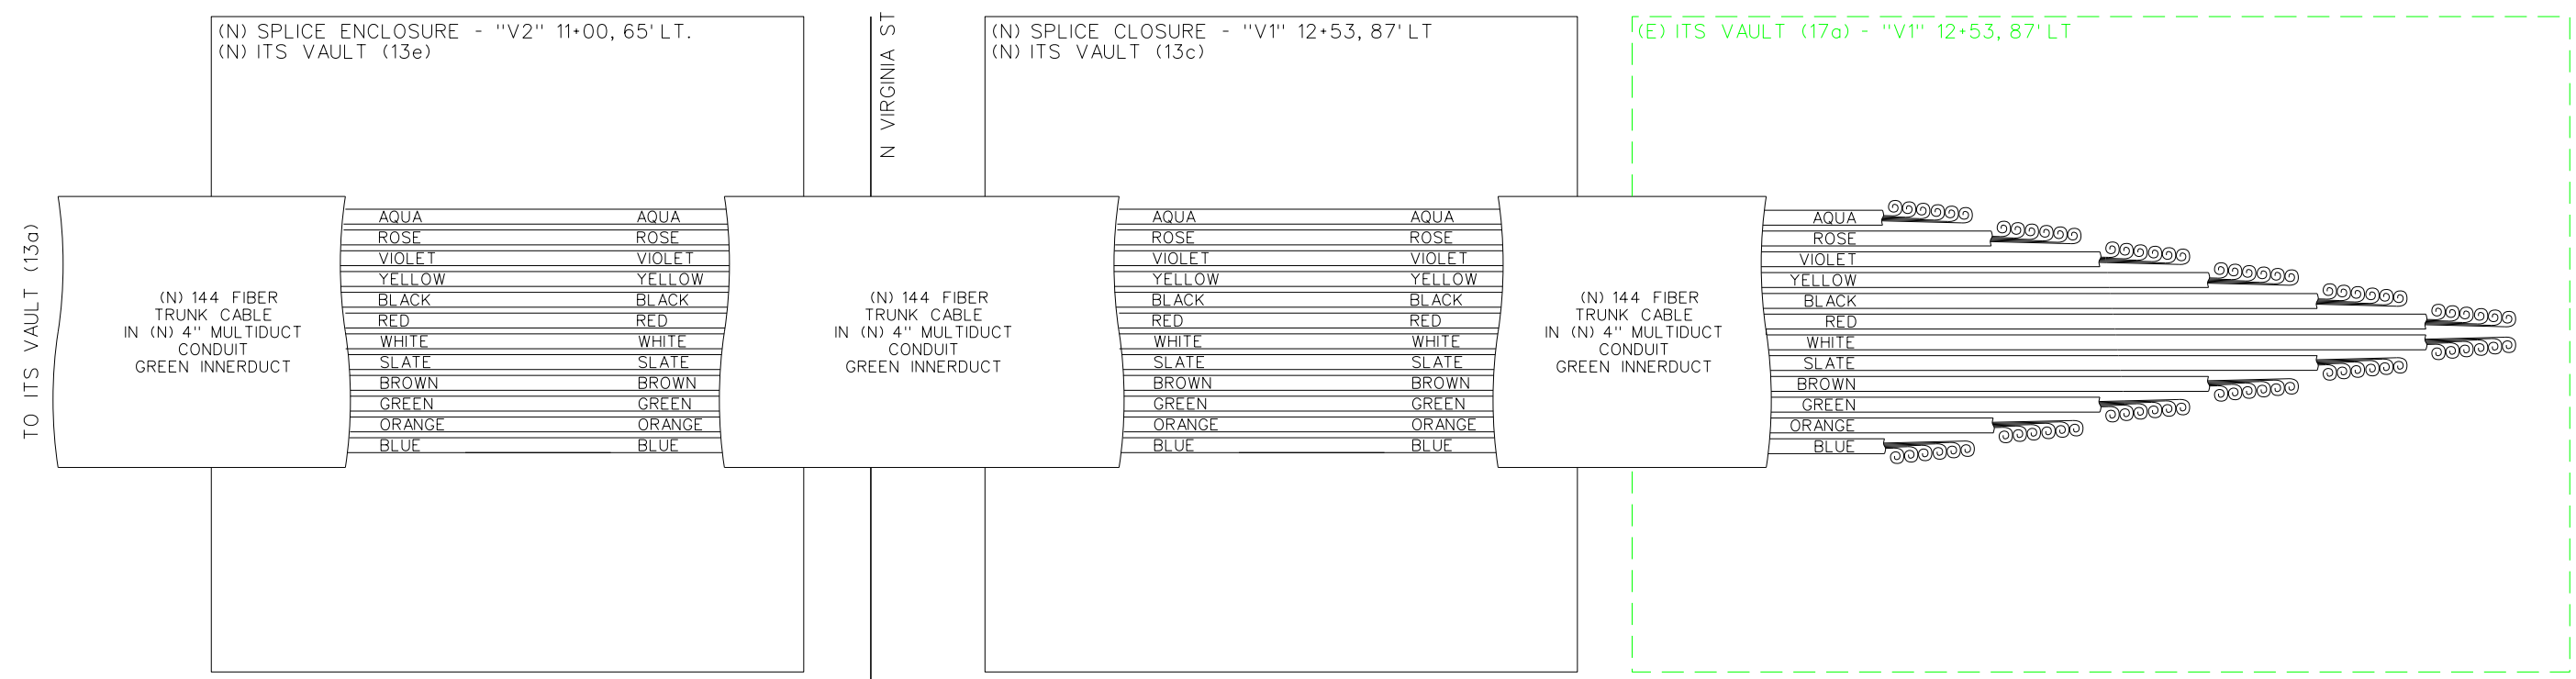 (N) SPLICE ENCLOSURE - "V2" 11+00, 65' LT.
(N) ITS VAULT (13e)
N VIRGINIA ST
(N) SPLICE CLOSURE - "V1" 12+53, 87' LT
(N) ITS VAULT (13c)
(E) ITS VAULT (17a) - "V1" 12+53, 87' LT
TO ITS VAULT (13a)
(N) 144 FIBER
TRUNK CABLE
IN (N) 4" MULTIDUCT
CONDUIT
GREEN INNERDUCT
AQUA
ROSE
VIOLET
YELLOW
BLACK
RED
WHITE
SLATE
BROWN
GREEN
ORANGE
BLUE
AQUA
ROSE
VIOLET
YELLOW
BLACK
RED
WHITE
SLATE
BROWN
GREEN
ORANGE
BLUE
(N) 144 FIBER
TRUNK CABLE
IN (N) 4" MULTIDUCT
CONDUIT
GREEN INNERDUCT
AQUA
ROSE
VIOLET
YELLOW
BLACK
RED
WHITE
SLATE
BROWN
GREEN
ORANGE
BLUE
AQUA
ROSE
VIOLET
YELLOW
BLACK
RED
WHITE
SLATE
BROWN
GREEN
ORANGE
BLUE
(N) 144 FIBER
TRUNK CABLE
IN (N) 4" MULTIDUCT
CONDUIT
GREEN INNERDUCT
AQUA
ROSE
VIOLET
YELLOW
BLACK
RED
WHITE
SLATE
BROWN
GREEN
ORANGE
BLUE